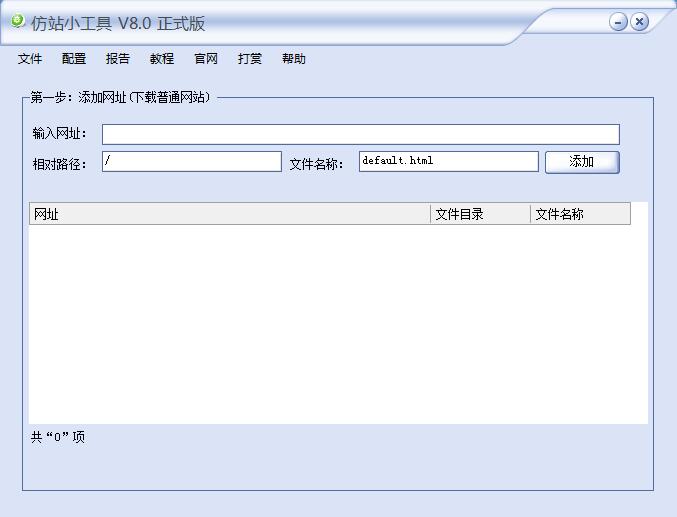 仿站小工具 V8.0 正式版
文件 配置 报告 教程 官网 打赏 帮助
第一步：添加网址(下载普通网站)
输入网址：
相对路径： / 文件名称： default.html 添加
网址 文件目录 文件名称
共“0”项